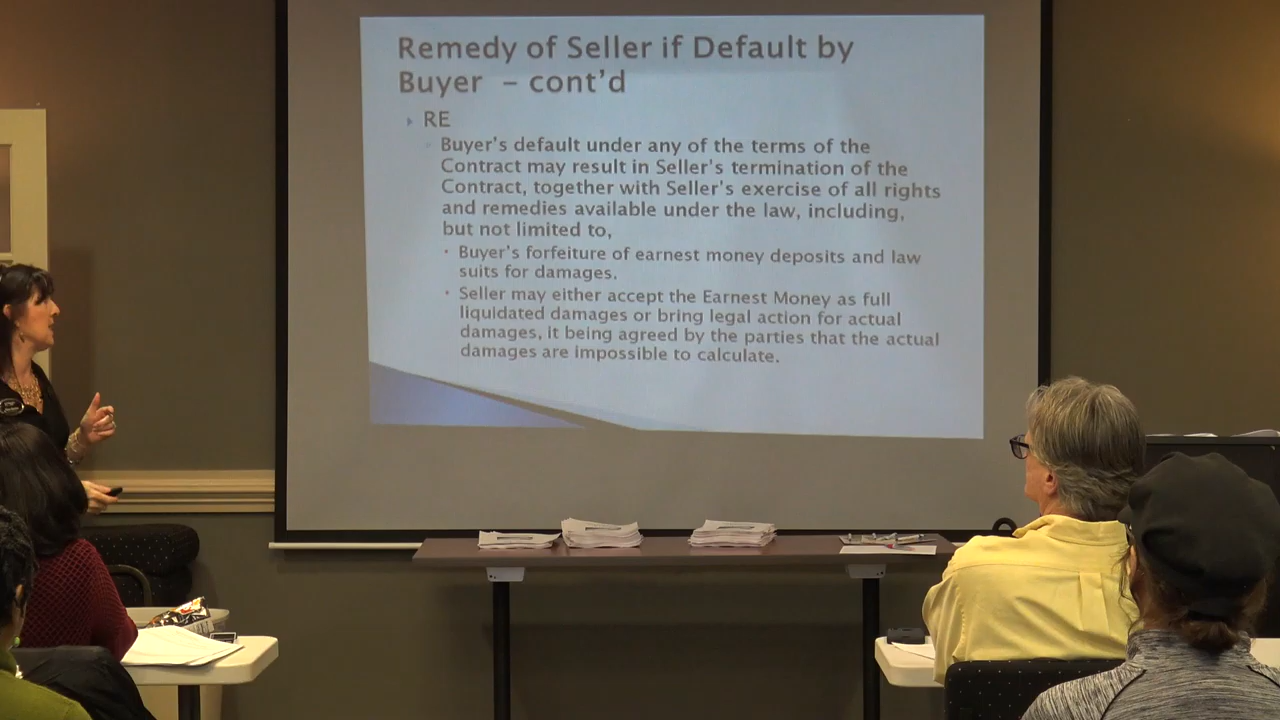 Remedy of Seller if Default by
Buyer – cont'd
RE
Buyer's default under any of the terms of the
Contract may result in Seller's termination of the
Contract, together with Seller's exercise of all rights
and remedies available under the law, including,
but not limited to,
Buyer's forfeiture of earnest money deposits and law
suits for damages.
Seller may either accept the Earnest Money as full
liquidated damages or bring legal action for actual
damages, it being agreed by the parties that the actual
damages are impossible to calculate.